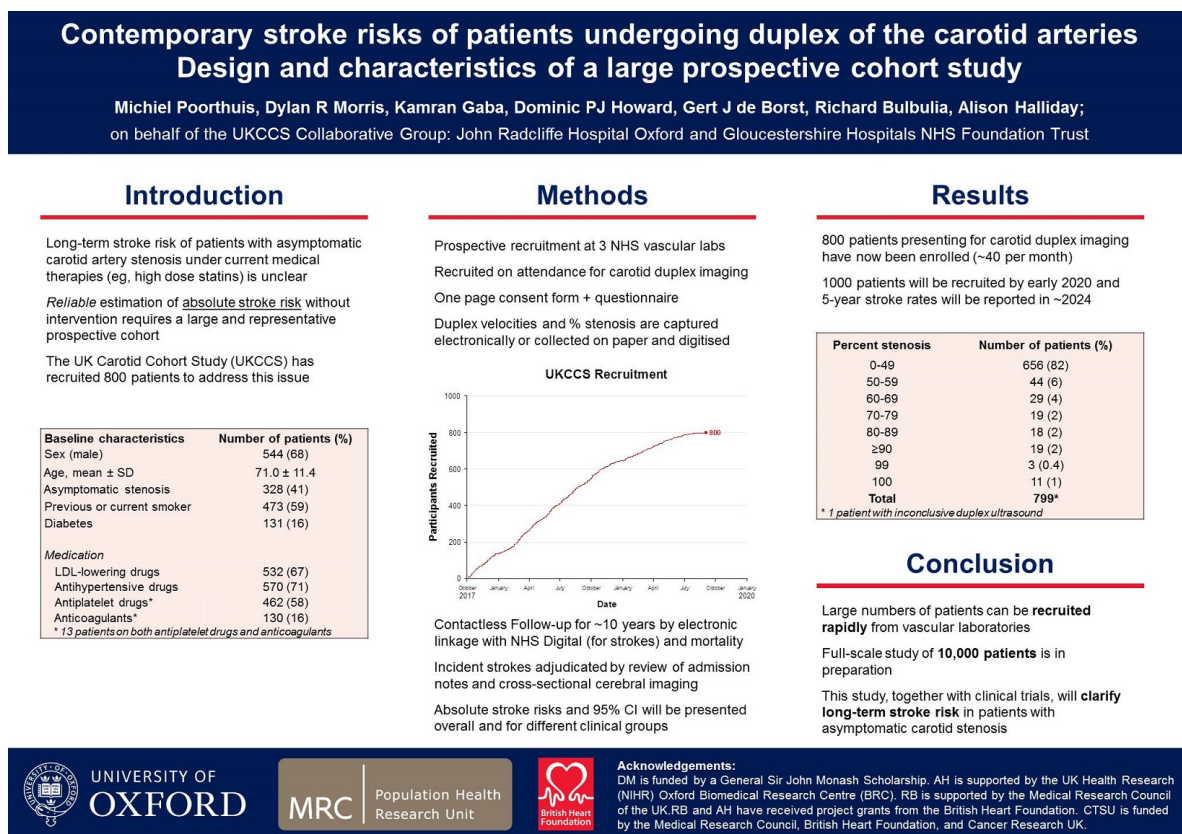 Contemporary stroke risks of patients undergoing duplex of the carotid arteries
Design and characteristics of a large prospective cohort study
Michiel Poorthuis, Dylan R Morris, Kamran Gaba, Dominic PJ Howard, Gert J de Borst, Richard Bulbulia, Alison Halliday;
on behalf of the UKCCS Collaborative Group: John Radcliffe Hospital Oxford and Gloucestershire Hospitals NHS Foundation Trust
Introduction
Long-term stroke risk of patients with asymptomatic
carotid artery stenosis under current medical
therapies (eg, high dose statins) is unclear
Reliable estimation of absolute stroke risk without
intervention requires a large and representative
prospective cohort
The UK Carotid Cohort Study (UKCCS) has
recruited 800 patients to address this issue
Baseline characteristics Number of patients (%)
Sex (male) 544 (68)
Age, mean ± SD 71.0 ± 11.4
Asymptomatic stenosis 328 (41)
Previous or current smoker 473 (59)
Diabetes 131 (16)
Medication
LDL-lowering drugs 532 (67)
Antihypertensive drugs 570 (71)
Antiplatelet drugs* 462 (58)
Anticoagulants* 130 (16)
* 13 patients on both antiplatelet drugs and anticoagulants
Methods
Prospective recruitment at 3 NHS vascular labs
Recruited on attendance for carotid duplex imaging
One page consent form + questionnaire
Duplex velocities and % stenosis are captured
electronically or collected on paper and digitised
UKCCS Recruitment
Participants Recruited
1000
800
600
400
200
0
800
October January April July October January April July October January
2017 2020
Date
Contactless Follow-up for ~10 years by electronic
linkage with NHS Digital (for strokes) and mortality
Incident strokes adjudicated by review of admission
notes and cross-sectional cerebral imaging
Absolute stroke risks and 95% CI will be presented
overall and for different clinical groups
Results
800 patients presenting for carotid duplex imaging
have now been enrolled (~40 per month)
1000 patients will be recruited by early 2020 and
5-year stroke rates will be reported in ~2024
Percent stenosis Number of patients (%)
0-49 656 (82)
50-59 44 (6)
60-69 29 (4)
70-79 19 (2)
80-89 18 (2)
≥90 19 (2)
99 3 (0.4)
100 11 (1)
Total 799*
* 1 patient with inconclusive duplex ultrasound
Conclusion
Large numbers of patients can be recruited
rapidly from vascular laboratories
Full-scale study of 10,000 patients is in
preparation
This study, together with clinical trials, will clarify
long-term stroke risk in patients with
asymptomatic carotid stenosis
UNIVERSITY OF
OXFORD
MRC
Population Health
Research Unit
British Heart
Foundation
Acknowledgements:
DM is funded by a General Sir John Monash Scholarship. AH is supported by the UK Health Research
(NIHR) Oxford Biomedical Research Centre (BRC). RB is supported by the Medical Research Council
of the UK.RB and AH have received project grants from the British Heart Foundation. CTSU is funded
by the Medical Research Council, British Heart Foundation, and Cancer Research UK.